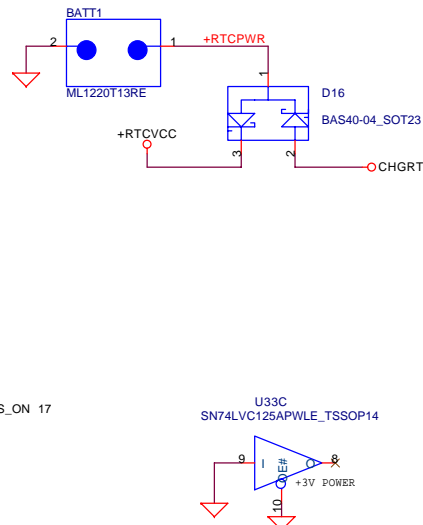 BATT1
2
1
+RTCPWR
ML1220T13RE
1
D16
BAS40-04_SOT23
+RTCVCC
3
2
CHGRT
S_ON 17
U33C
SN74LVC125APWLE_TSSOP14
9
I
OE#
O
8
+3V POWER
10